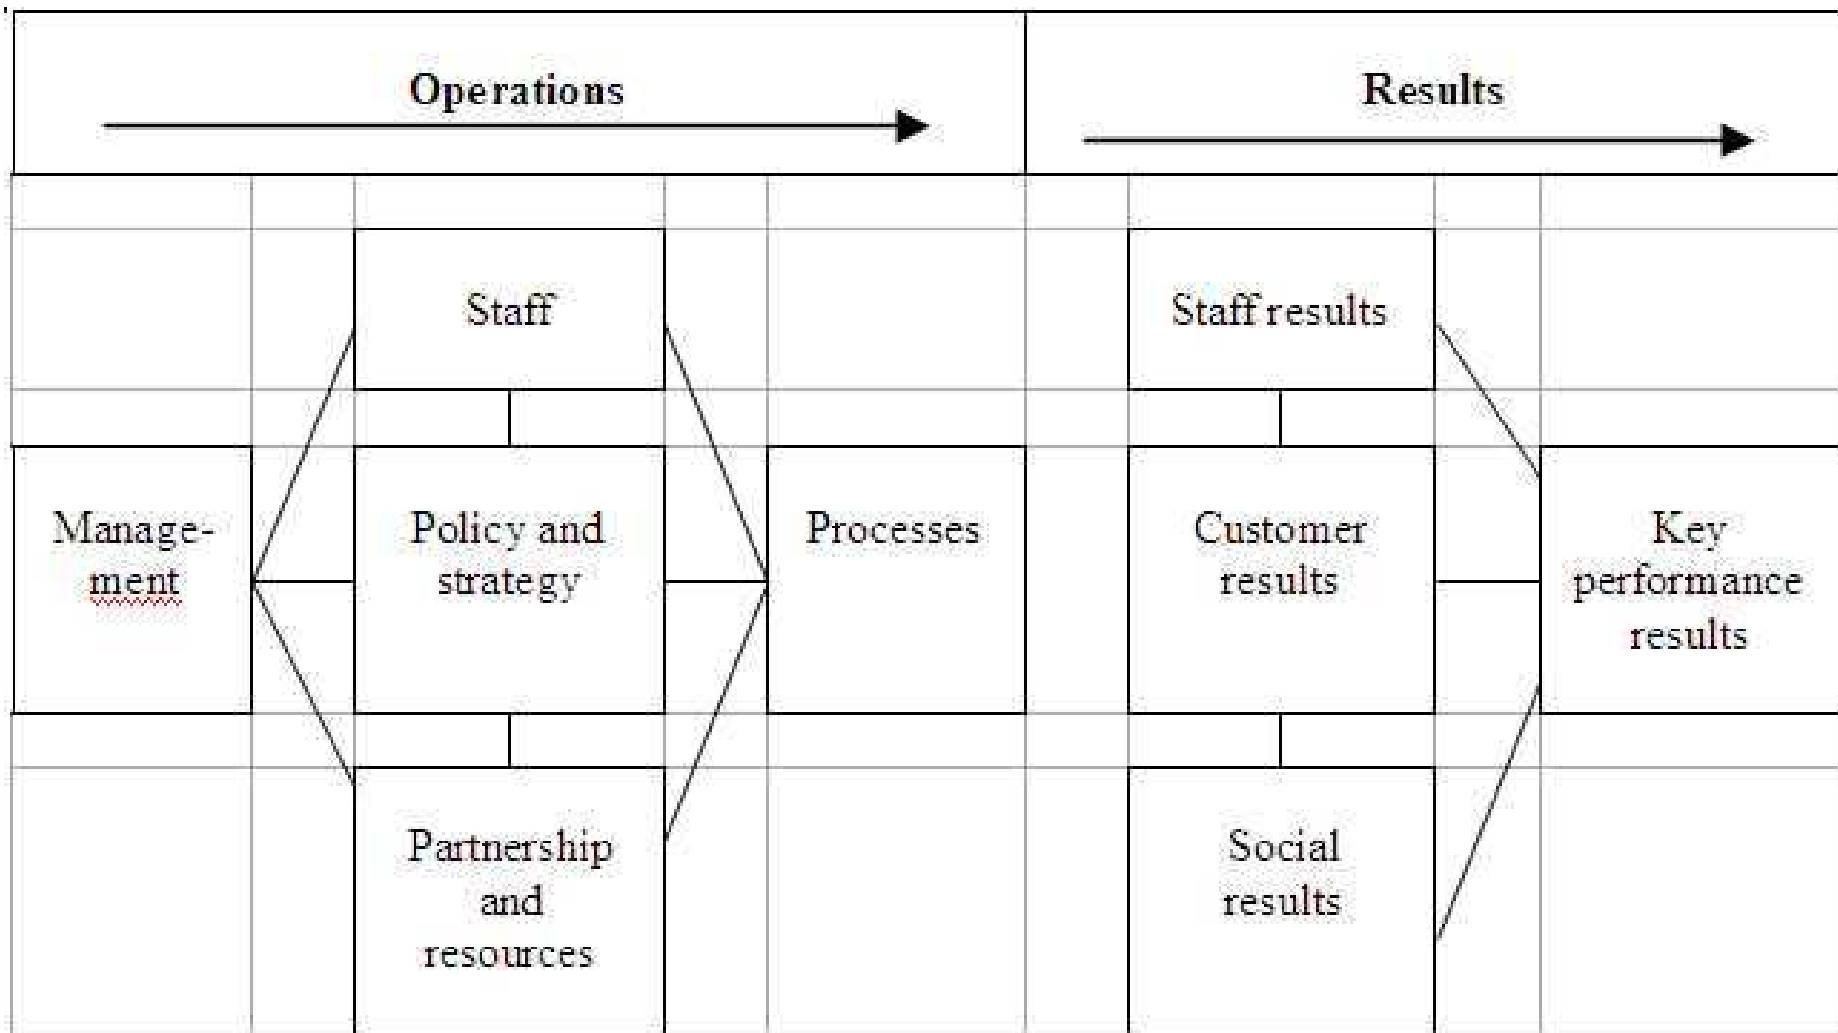 Operations
Results
Staff
Staff results
Manage-
ment
Policy and
strategy
Processes
Customer
results
Key
performance
results
Partnership
and
resources
Social
results